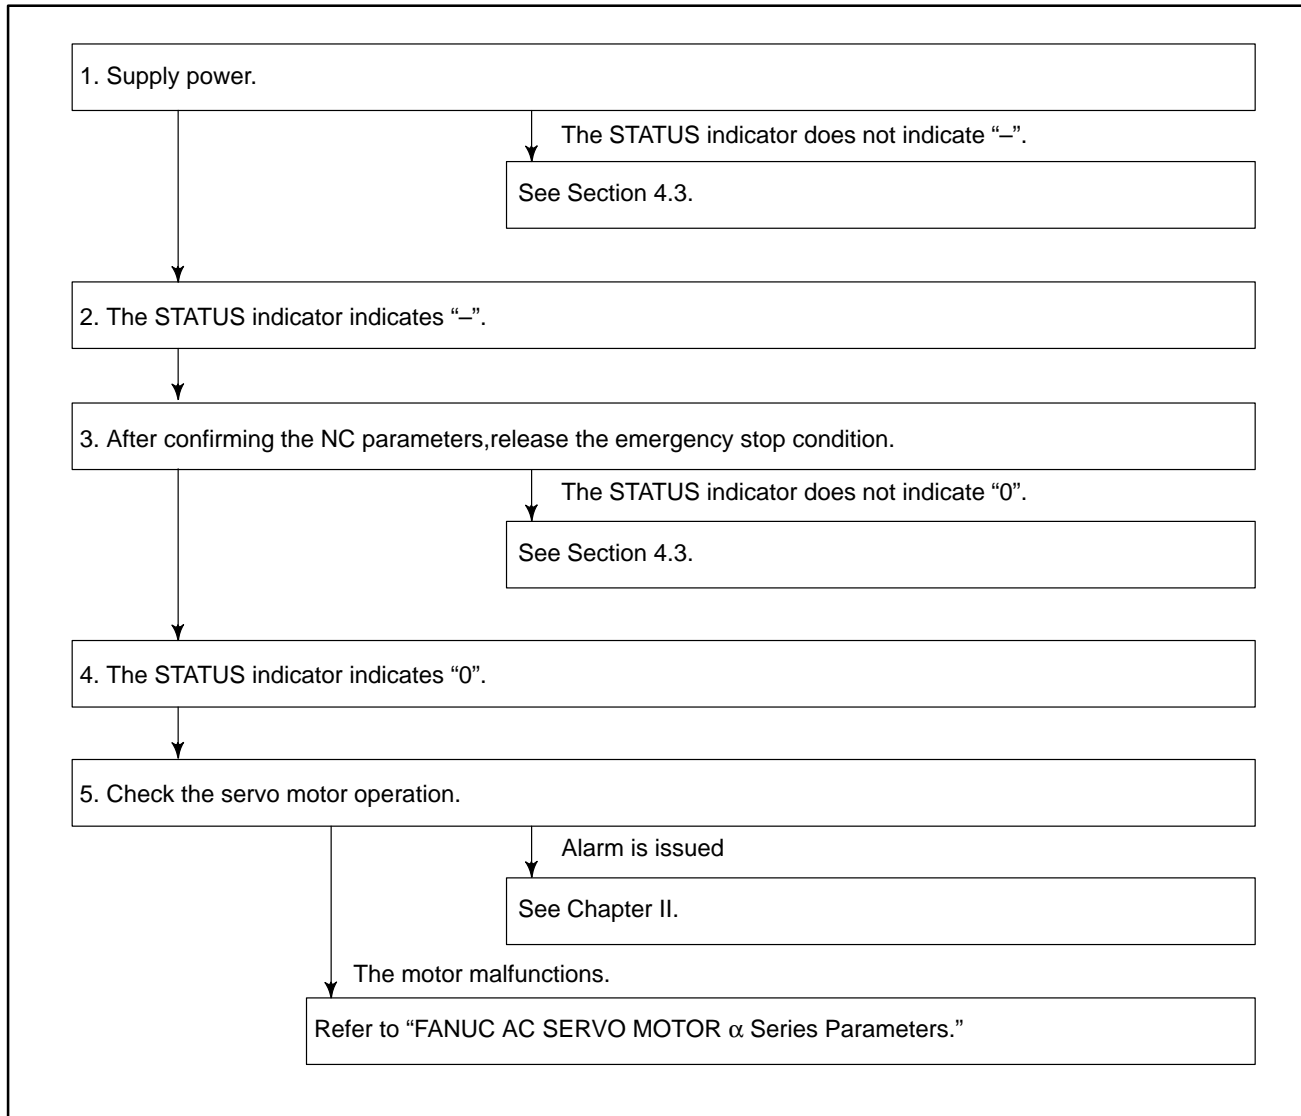 1. Supply power.
The STATUS indicator does not indicate “–”.
See Section 4.3.
2. The STATUS indicator indicates “–”.
3. After confirming the NC parameters,release the emergency stop condition.
The STATUS indicator does not indicate “0”.
See Section 4.3.
4. The STATUS indicator indicates “0”.
5. Check the servo motor operation.
Alarm is issued
See Chapter II.
The motor malfunctions.
Refer to “FANUC AC SERVO MOTOR α Series Parameters.”